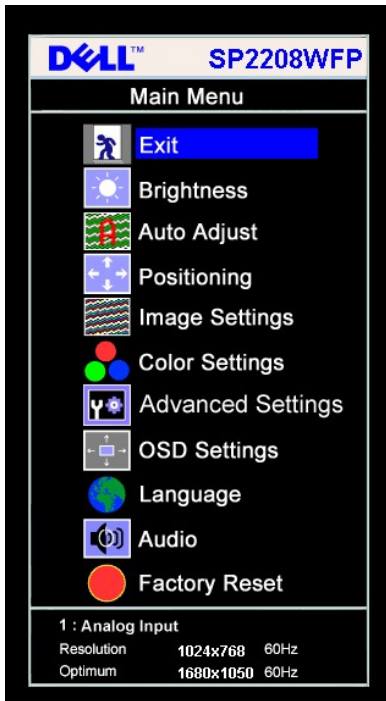 DELL™ SP2208WFP
Main Menu
Exit
Brightness
Auto Adjust
Positioning
Image Settings
Color Settings
Advanced Settings
OSD Settings
Language
Audio
Factory Reset
1 : Analog Input
Resolution 1024x768 60Hz
Optimum 1680x1050 60Hz